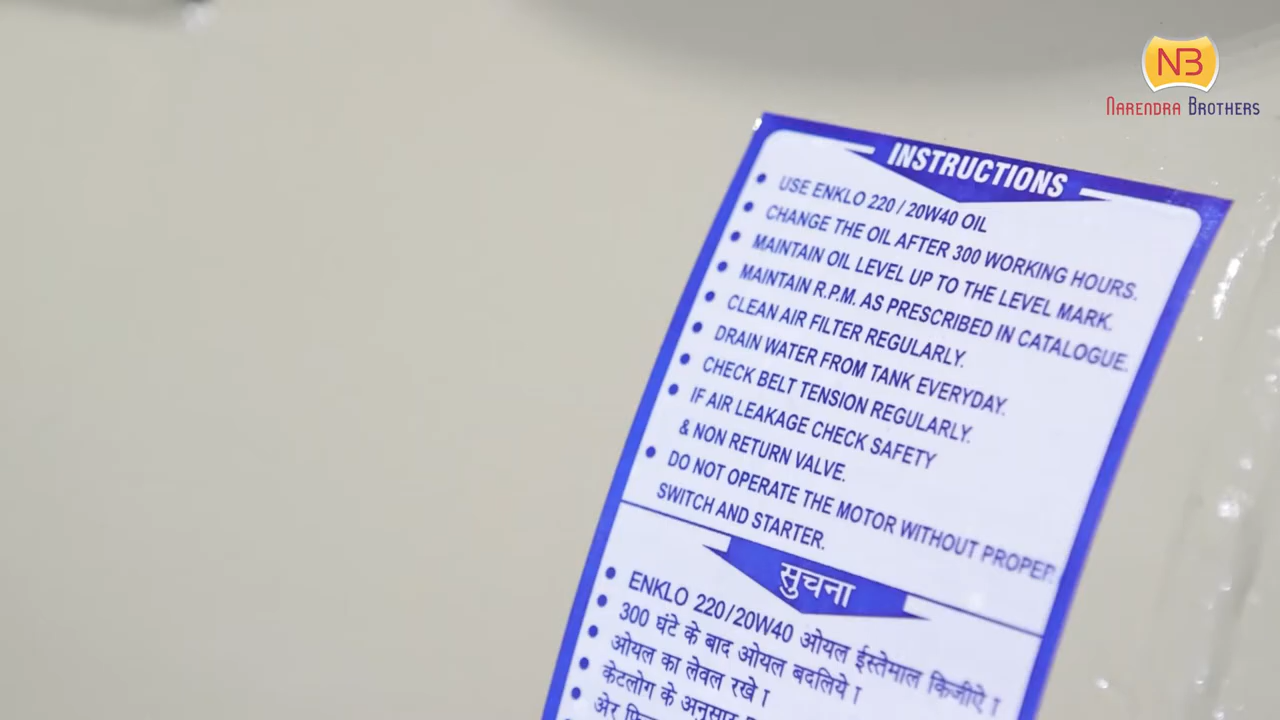 NB
NARENDRA BROTHERS
INSTRUCTIONS
• USE ENKLO 220 / 20W40 OIL
• CHANGE THE OIL AFTER 300 WORKING HOURS.
• MAINTAIN OIL LEVEL UP TO THE LEVEL MARK.
• MAINTAIN R.P.M. AS PRESCRIBED IN CATALOGUE.
• CLEAN AIR FILTER REGULARLY.
• DRAIN WATER FROM TANK EVERYDAY.
• CHECK BELT TENSION REGULARLY.
• IF AIR LEAKAGE CHECK SAFETY
& NON RETURN VALVE.
• DO NOT OPERATE THE MOTOR WITHOUT PROPER
SWITCH AND STARTER.
सुचना
• ENKLO 220/20W40 ओयल ईस्तेमाल किजीऐ ।
• 300 घंटे के बाद ओयल बदलिये ।
• ओयल का लेवल रखे ।
• केटलोग के अनुसार
• अेर